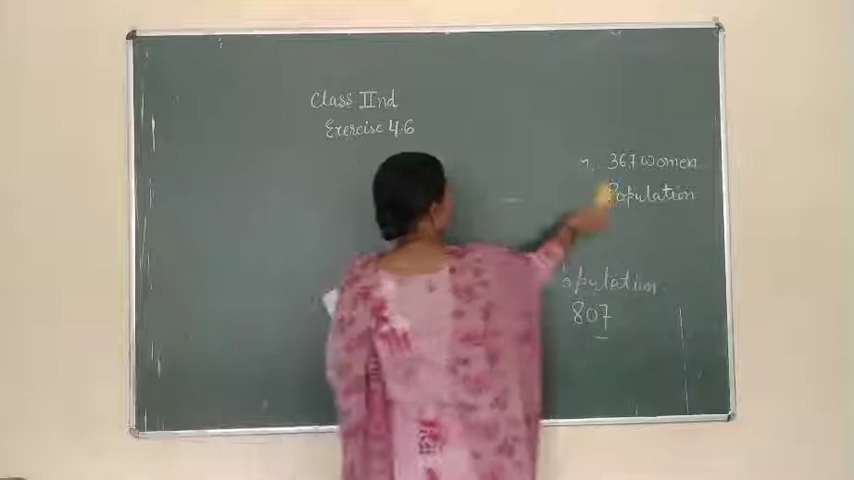 Class IInd
Exercise 4.6
367 women
Population
opulation
807